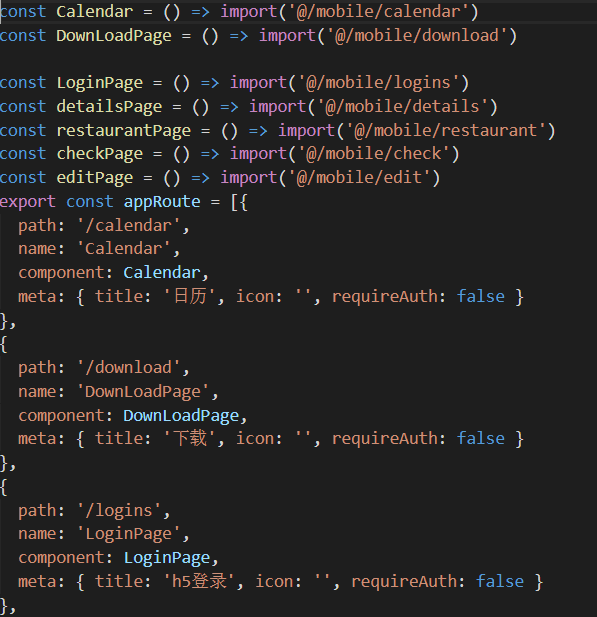 const Calendar = () => import('@/mobile/calendar')
const DownLoadPage = () => import('@/mobile/download')
const LoginPage = () => import('@/mobile/logins')
const detailsPage = () => import('@/mobile/details')
const restaurantPage = () => import('@/mobile/restaurant')
const checkPage = () => import('@/mobile/check')
const editPage = () => import('@/mobile/edit')
export const appRoute = [{
  path: '/calendar',
  name: 'Calendar',
  component: Calendar,
  meta: { title: '日历', icon: '', requireAuth: false }
},
{
  path: '/download',
  name: 'DownLoadPage',
  component: DownLoadPage,
  meta: { title: '下载', icon: '', requireAuth: false }
},
{
  path: '/logins',
  name: 'LoginPage',
  component: LoginPage,
  meta: { title: 'h5登录', icon: '', requireAuth: false }
},